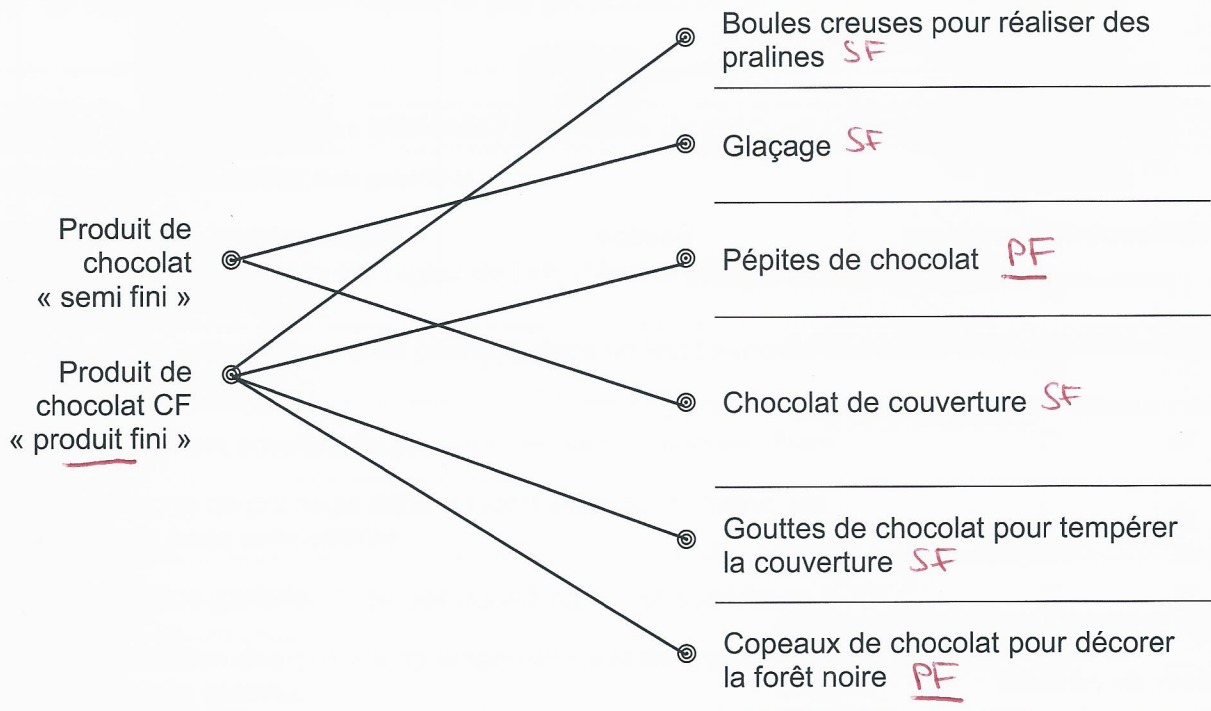 Boules creuses pour réaliser des
pralines SF
Glaçage SF
Produit de
chocolat
« semi fini »
Pépites de chocolat PF
Produit de
chocolat CF
« produit fini »
Chocolat de couverture SF
Gouttes de chocolat pour tempérer
la couverture SF
Copeaux de chocolat pour décorer
la forêt noire PF